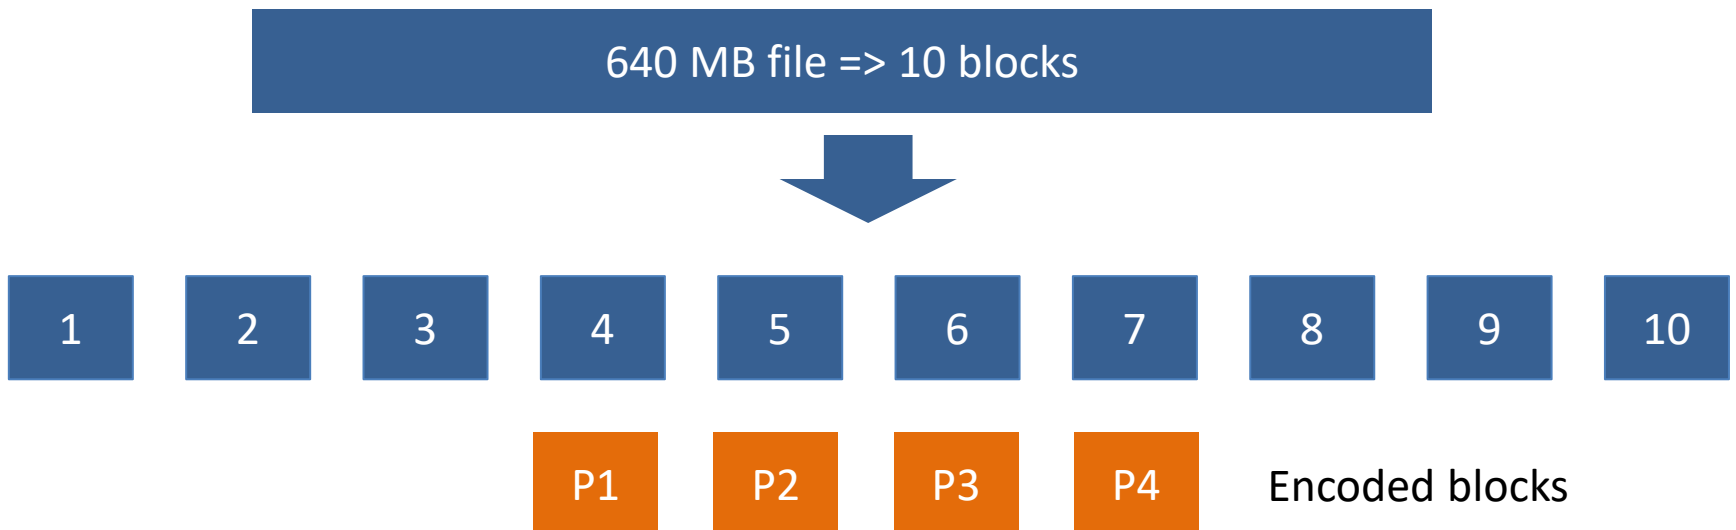 640 MB file => 10 blocks
1 2 3 4 5 6 7 8 9 10
P1 P2 P3 P4 Encoded blocks